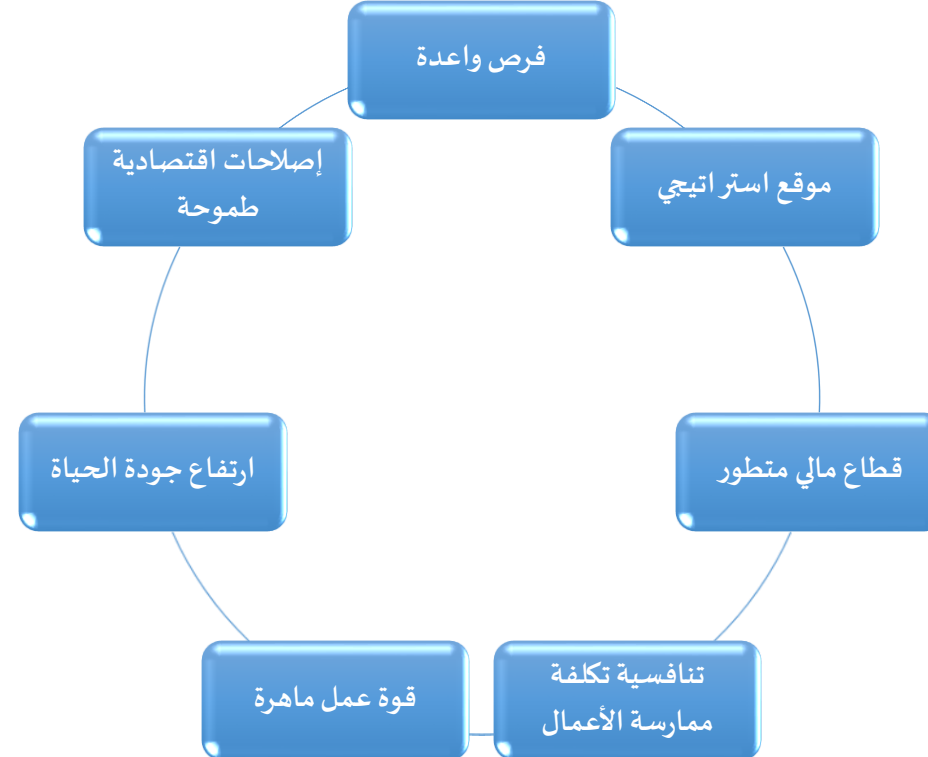 فرص واعدة
موقع استراتيجي
قطاع مالي متطور
تنافسية تكلفة
ممارسة الأعمال
قوة عمل ماهرة
ارتفاع جودة الحياة
إصلاحات اقتصادية
طموحة